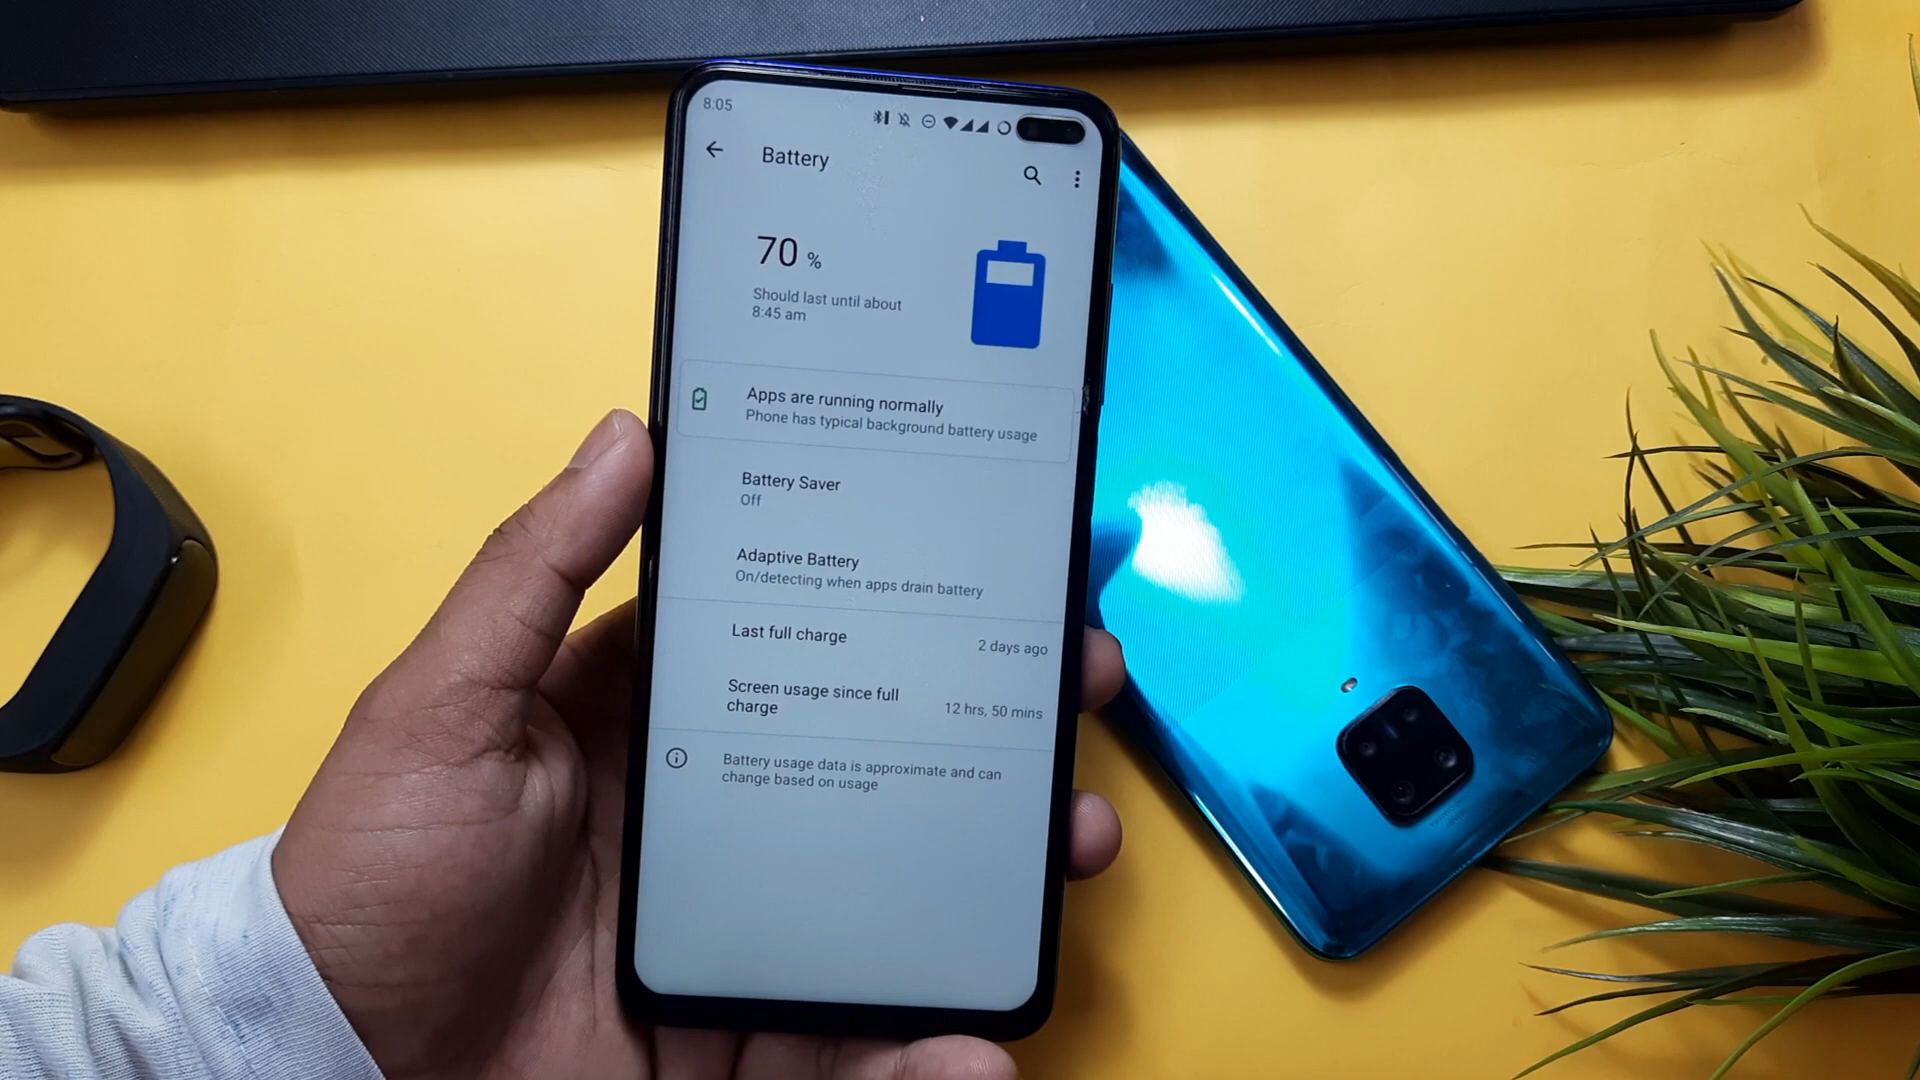 8:05
Battery
70 %
Should last until about
8:45 am
Apps are running normally
Phone has typical background battery usage
Battery Saver
Off
Adaptive Battery
On/detecting when apps drain battery
Last full charge
2 days ago
Screen usage since full
charge
12 hrs, 50 mins
Battery usage data is approximate and can
change based on usage